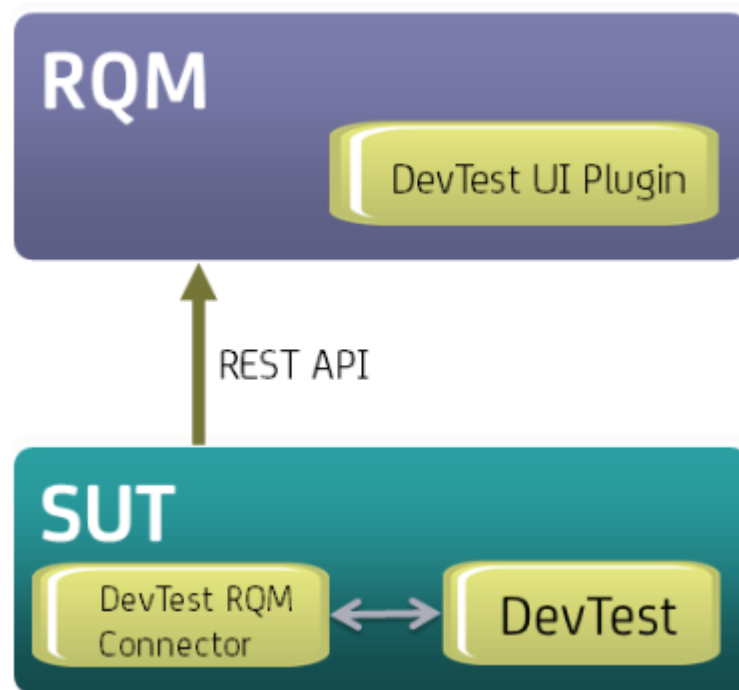 RQM
DevTest UI Plugin
REST API
SUT
DevTest RQM
Connector
DevTest